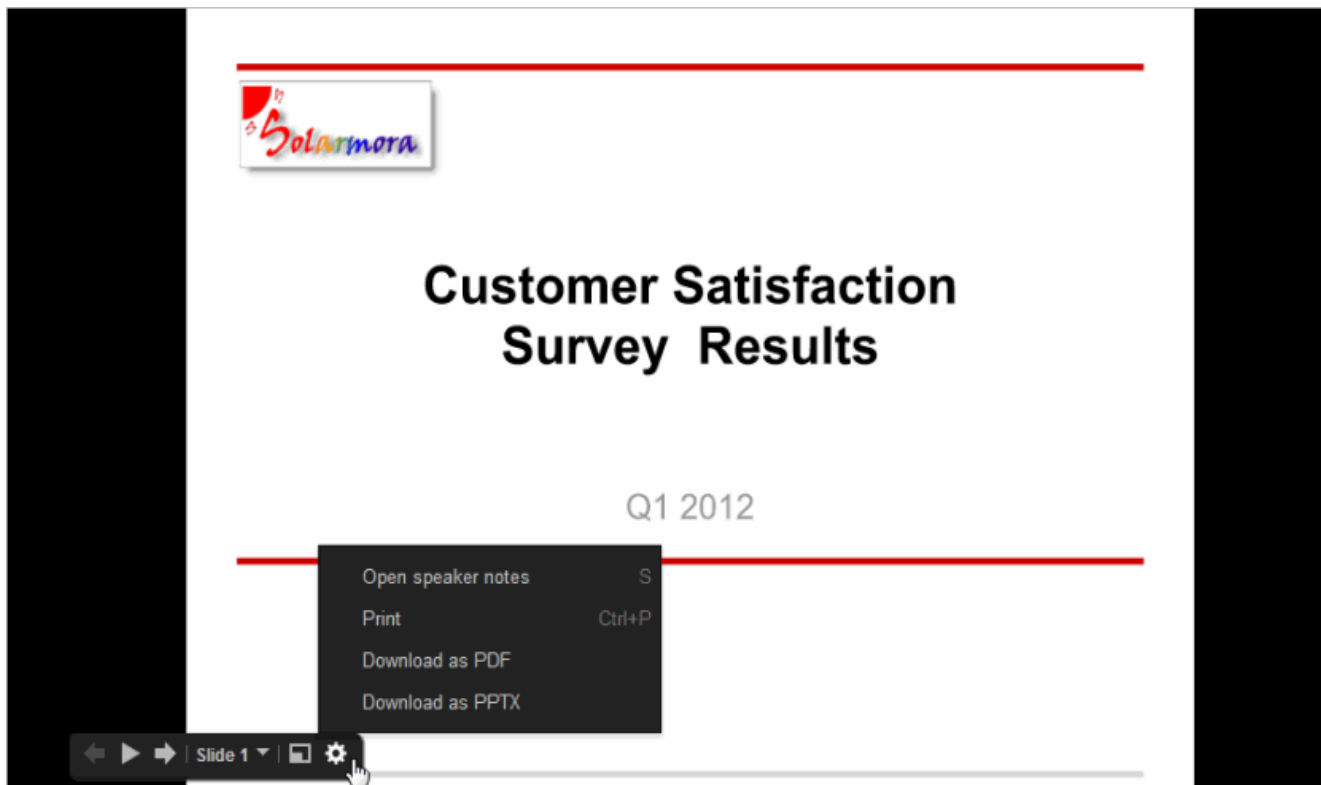 Solarmora
Customer Satisfaction
Survey Results
Q1 2012
Open speaker notes S
Print Ctrl+P
Download as PDF
Download as PPTX
Slide 1